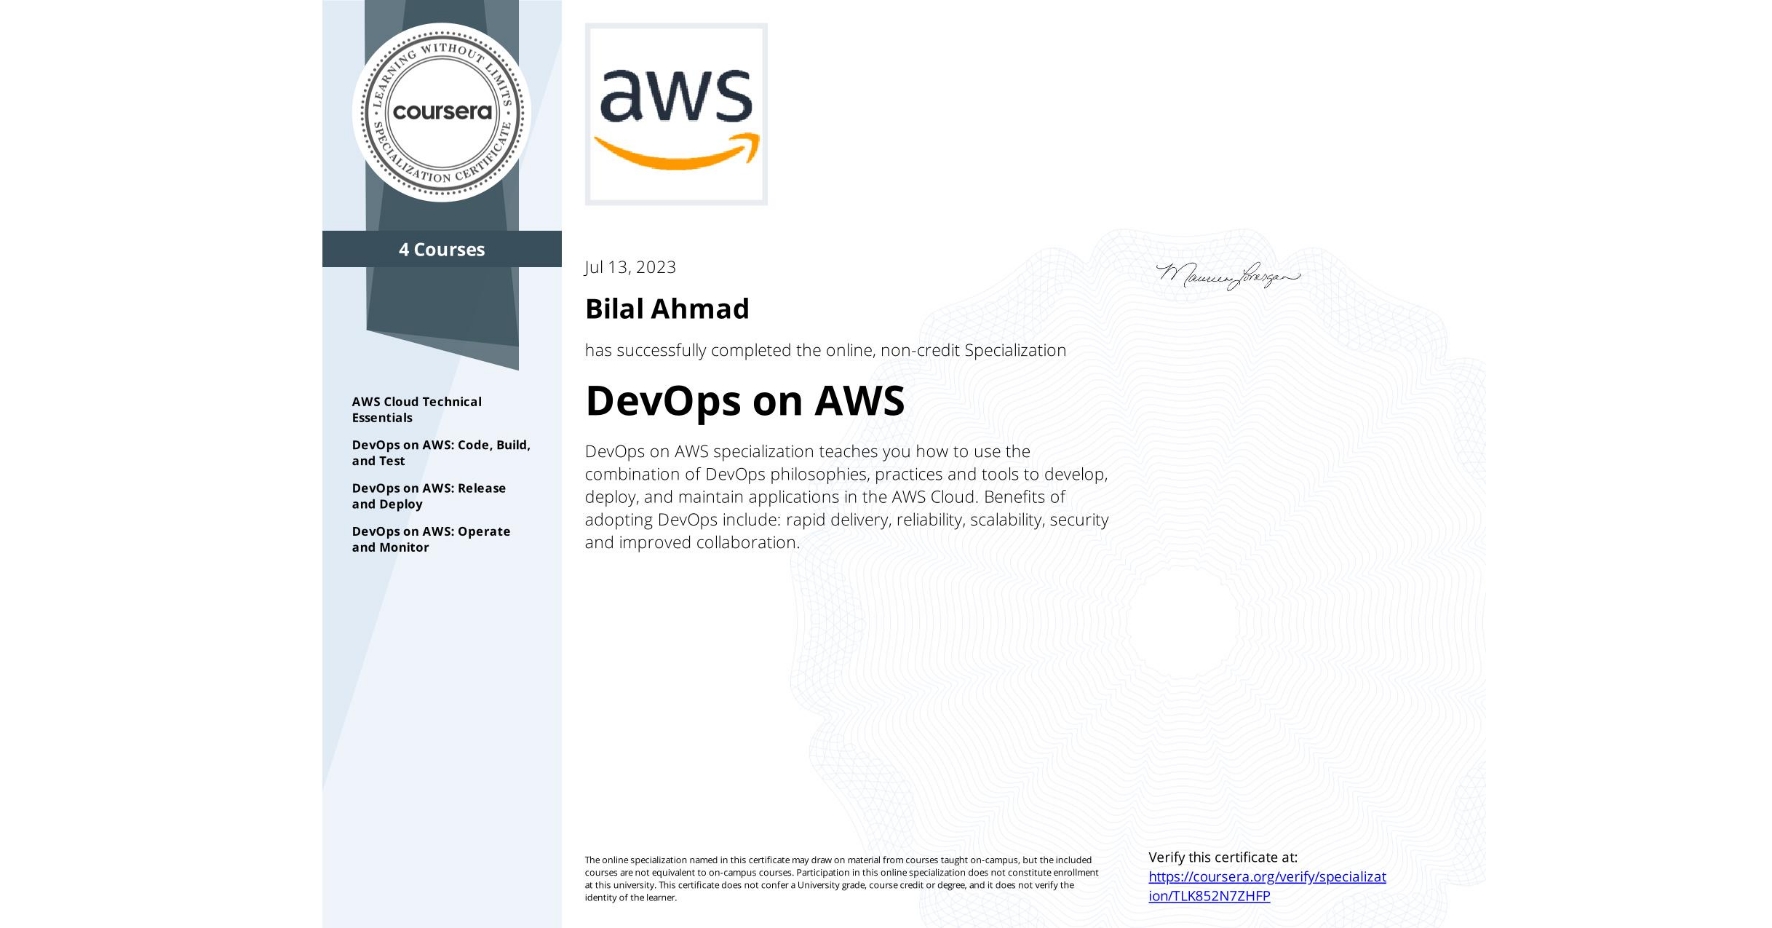 LEARNING WITHOUT LIMITS
coursera
SPECIALIZATION CERTIFICATE
4 Courses
AWS Cloud Technical
Essentials
DevOps on AWS: Code, Build,
and Test
DevOps on AWS: Release
and Deploy
DevOps on AWS: Operate
and Monitor
aws
Jul 13, 2023
Bilal Ahmad
has successfully completed the online, non-credit Specialization
DevOps on AWS
DevOps on AWS specialization teaches you how to use the
combination of DevOps philosophies, practices and tools to develop,
deploy, and maintain applications in the AWS Cloud. Benefits of
adopting DevOps include: rapid delivery, reliability, scalability, security
and improved collaboration.
The online specialization named in this certificate may draw on material from courses taught on-campus, but the included
courses are not equivalent to on-campus courses. Participation in this online specialization does not constitute enrollment
at this university. This certificate does not confer a University grade, course credit or degree, and it does not verify the
identity of the learner.
Verify this certificate at:
https://coursera.org/verify/specializat
ion/TLK852N7ZHFP